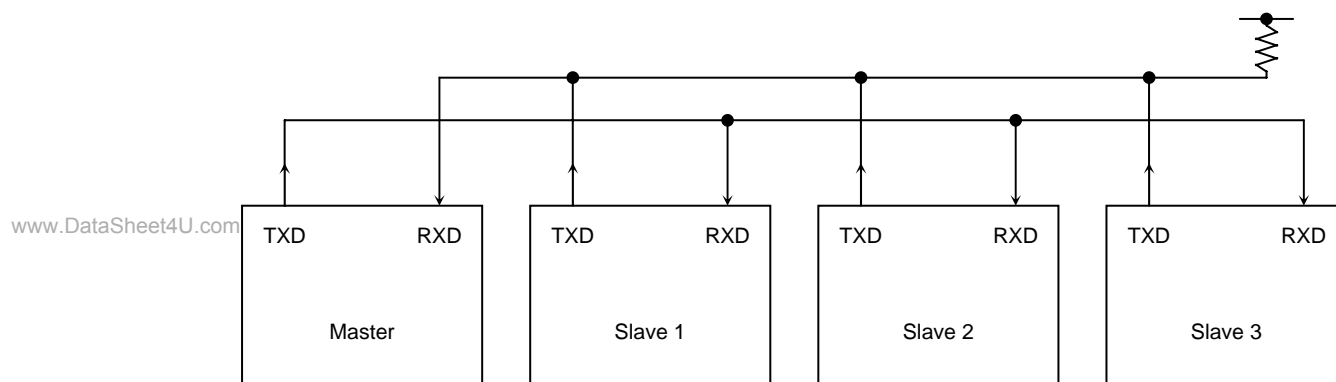 www.DataSheet4U.com
TXD RXD TXD RXD TXD RXD TXD RXD
Master Slave 1 Slave 2 Slave 3